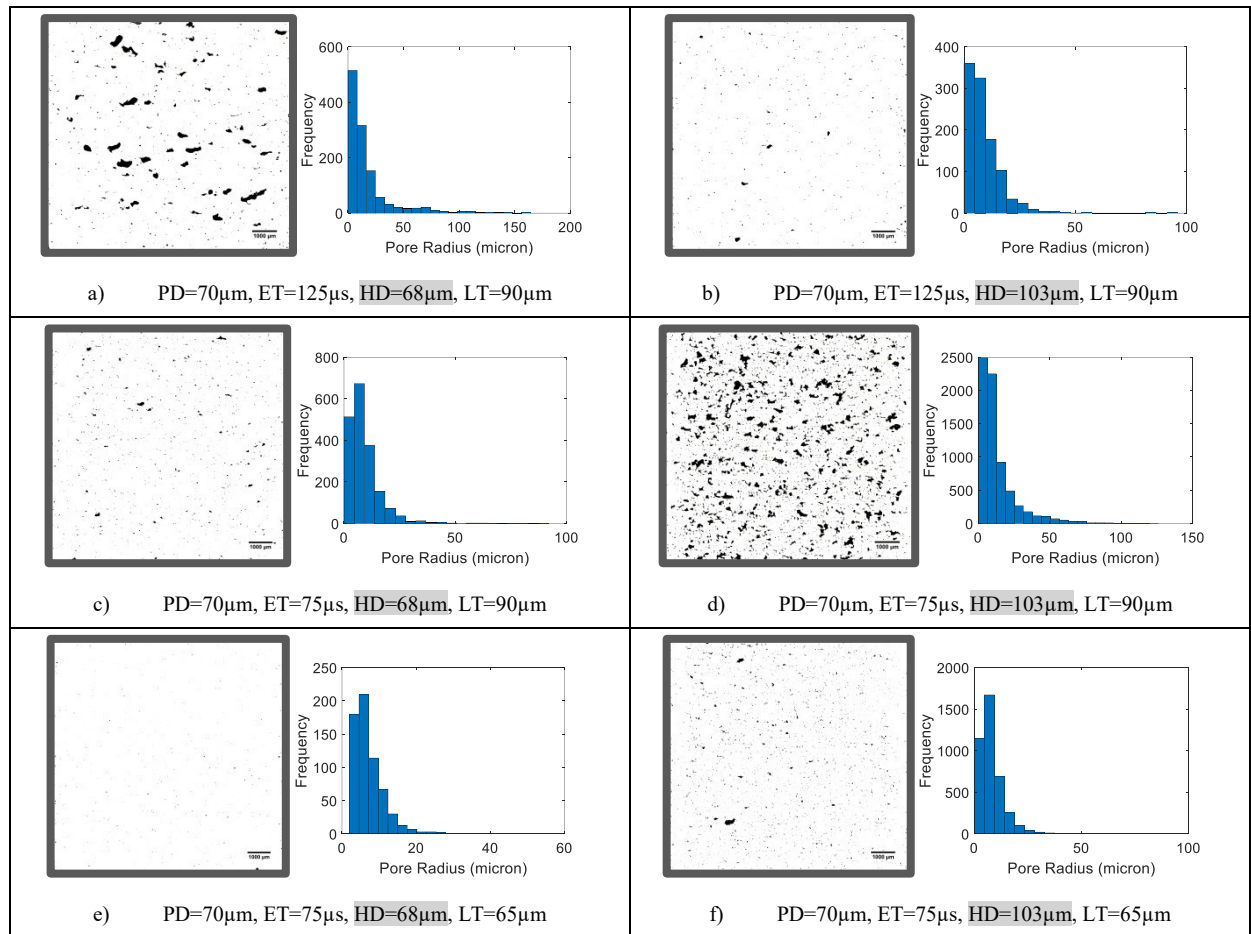 600
400
200
0
Frequency
0 50 100 150 200
Pore Radius (micron)
1000 µm
a) PD=70µm, ET=125µs, HD=68µm, LT=90µm
400
300
200
100
0
Frequency
0 50 100
Pore Radius (micron)
1000 µm
b) PD=70µm, ET=125µs, HD=103µm, LT=90µm
800
600
400
200
0
Frequency
0 50 100
Pore Radius (micron)
1000 µm
c) PD=70µm, ET=75µs, HD=68µm, LT=90µm
2500
2000
1500
1000
500
0
Frequency
0 50 100 150
Pore Radius (micron)
1000 µm
d) PD=70µm, ET=75µs, HD=103µm, LT=90µm
250
200
150
100
50
0
Frequency
0 20 40 60
Pore Radius (micron)
1000 µm
e) PD=70µm, ET=75µs, HD=68µm, LT=65µm
2000
1500
1000
500
0
Frequency
0 50 100
Pore Radius (micron)
1000 µm
f) PD=70µm, ET=75µs, HD=103µm, LT=65µm